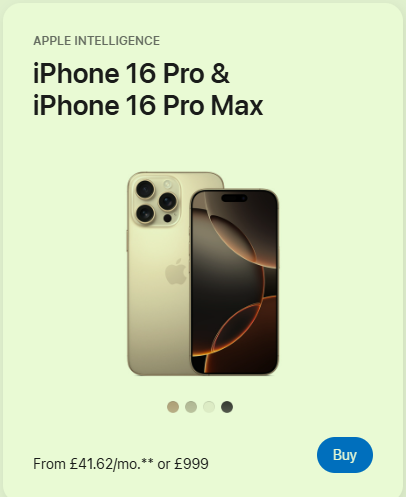 APPLE INTELLIGENCE
iPhone 16 Pro &
iPhone 16 Pro Max
From £41.62/mo.** or £999
Buy